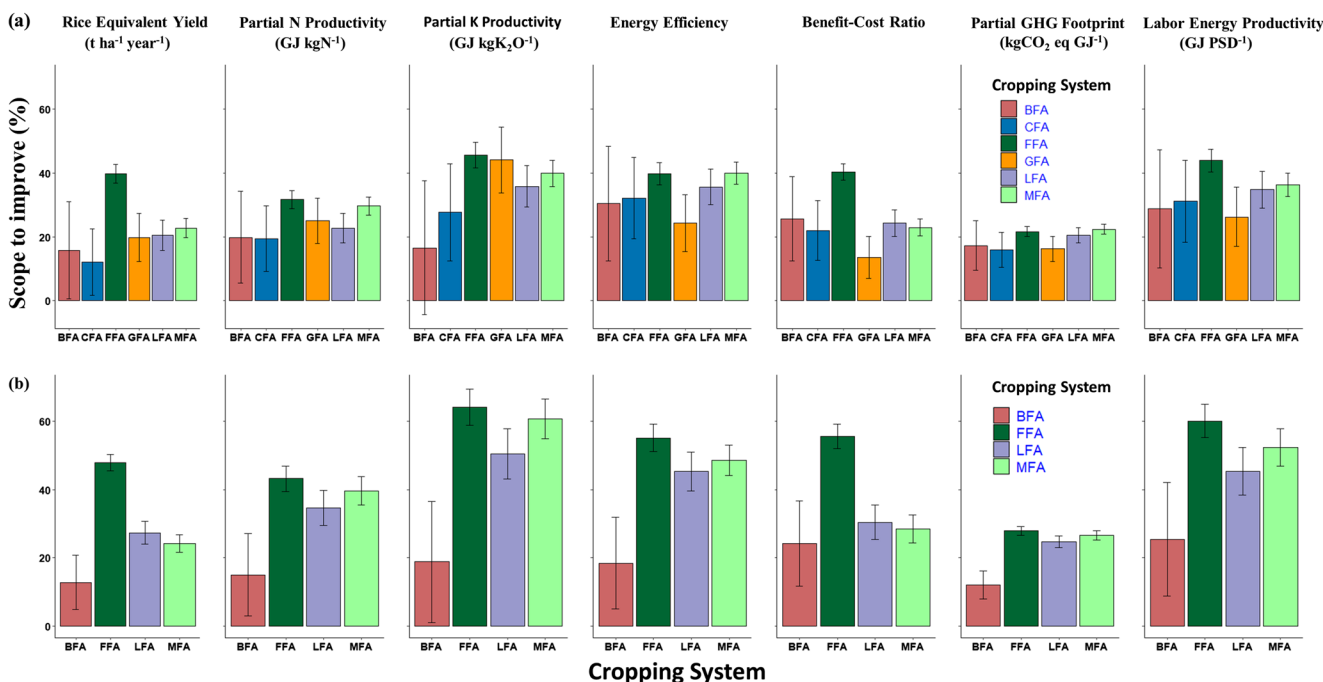 (a)
Rice Equivalent Yield
(t ha⁻¹ year⁻¹)
Partial N Productivity
(GJ kgN⁻¹)
Partial K Productivity
(GJ kgK₂O⁻¹)
Energy Efficiency
Benefit-Cost Ratio
Partial GHG Footprint
(kgCO₂ eq GJ⁻¹)
Labor Energy Productivity
(GJ PSD⁻¹)
Scope to improve (%)
60
40
20
0
Cropping System
BFA
CFA
FFA
GFA
LFA
MFA
BFA CFA FFA GFA LFA MFA
BFA CFA FFA GFA LFA MFA
BFA CFA FFA GFA LFA MFA
BFA CFA FFA GFA LFA MFA
BFA CFA FFA GFA LFA MFA
BFA CFA FFA GFA LFA MFA
BFA CFA FFA GFA LFA MFA
(b)
60
40
20
0
Cropping System
BFA
FFA
LFA
MFA
BFA FFA LFA MFA
BFA FFA LFA MFA
BFA FFA LFA MFA
BFA FFA LFA MFA
BFA FFA LFA MFA
BFA FFA LFA MFA
BFA FFA LFA MFA
Cropping System